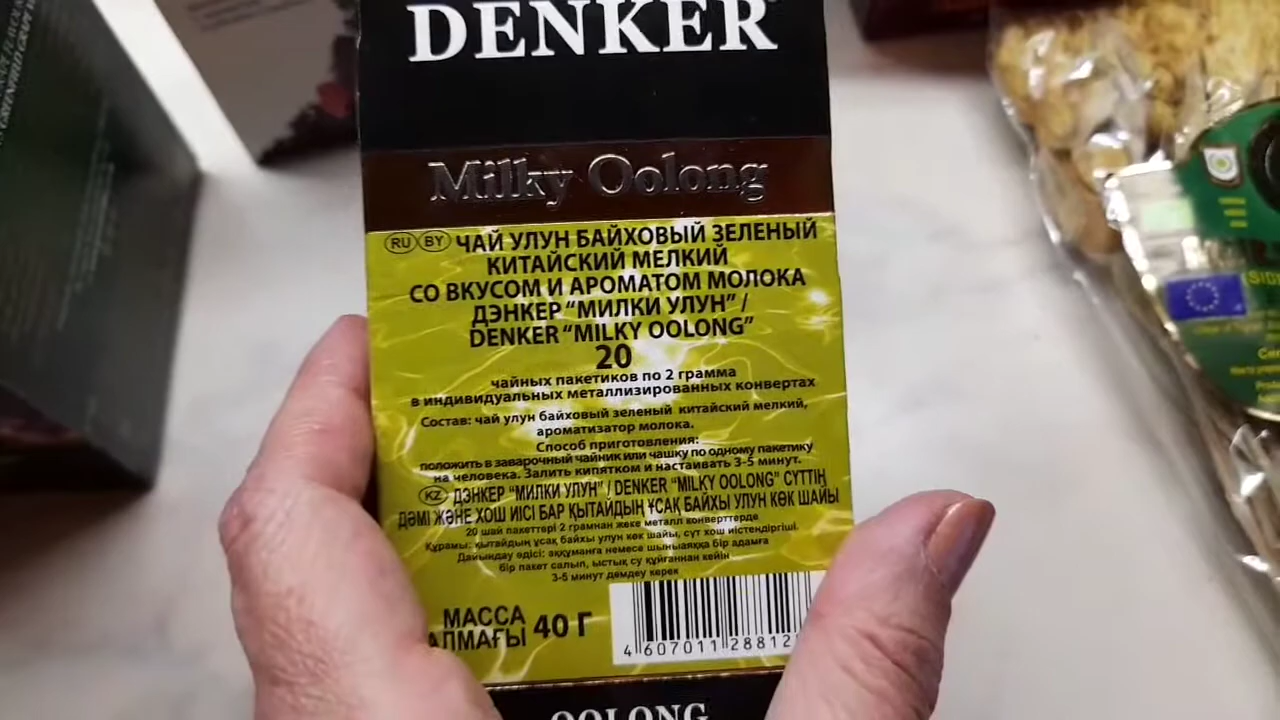 DENKER
Milky Oolong
RU BY ЧАЙ УЛУН БАЙХОВЫЙ ЗЕЛЕНЫЙ
КИТАЙСКИЙ МЕЛКИЙ
СО ВКУСОМ И АРОМАТОМ МОЛОКА
ДЭНКЕР "МИЛКИ УЛУН" /
DENKER "MILKY OOLONG"
20
чайных пакетиков по 2 грамма
в индивидуальных металлизированных конвертах
Состав: чай улун байховый зеленый китайский мелкий,
ароматизатор молока.
Способ приготовления:
положить в заварочный чайник или чашку по одному пакетику
на человека. Залить кипятком и настаивать 3-5 минут.
KZ ДЭНКЕР "МИЛКИ УЛУН" / DENKER "MILKY OOLONG" СҮТТІҢ
ДӘМІ ЖӘНЕ ХОШ ИІСІ БАР ҚЫТАЙДЫҢ ҰСАҚ БАЙХЫ УЛУН КӨК ШАЙЫ
20 шай пакеттері 2 грамнан жеке металл конверттерде
Құрамы: қытайдың ұсақ байхы улун көк шайы, сүт хош иістендіргіші.
Дайындау әдісі: аққұманға немесе шыныаяққа бір адамға
бір пакет салып, ыстық су құйғаннан кейін
3-5 минут демдеу керек
МАССА
АЛМАҒЫ 40 Г
4 607011 28812
OOLONG